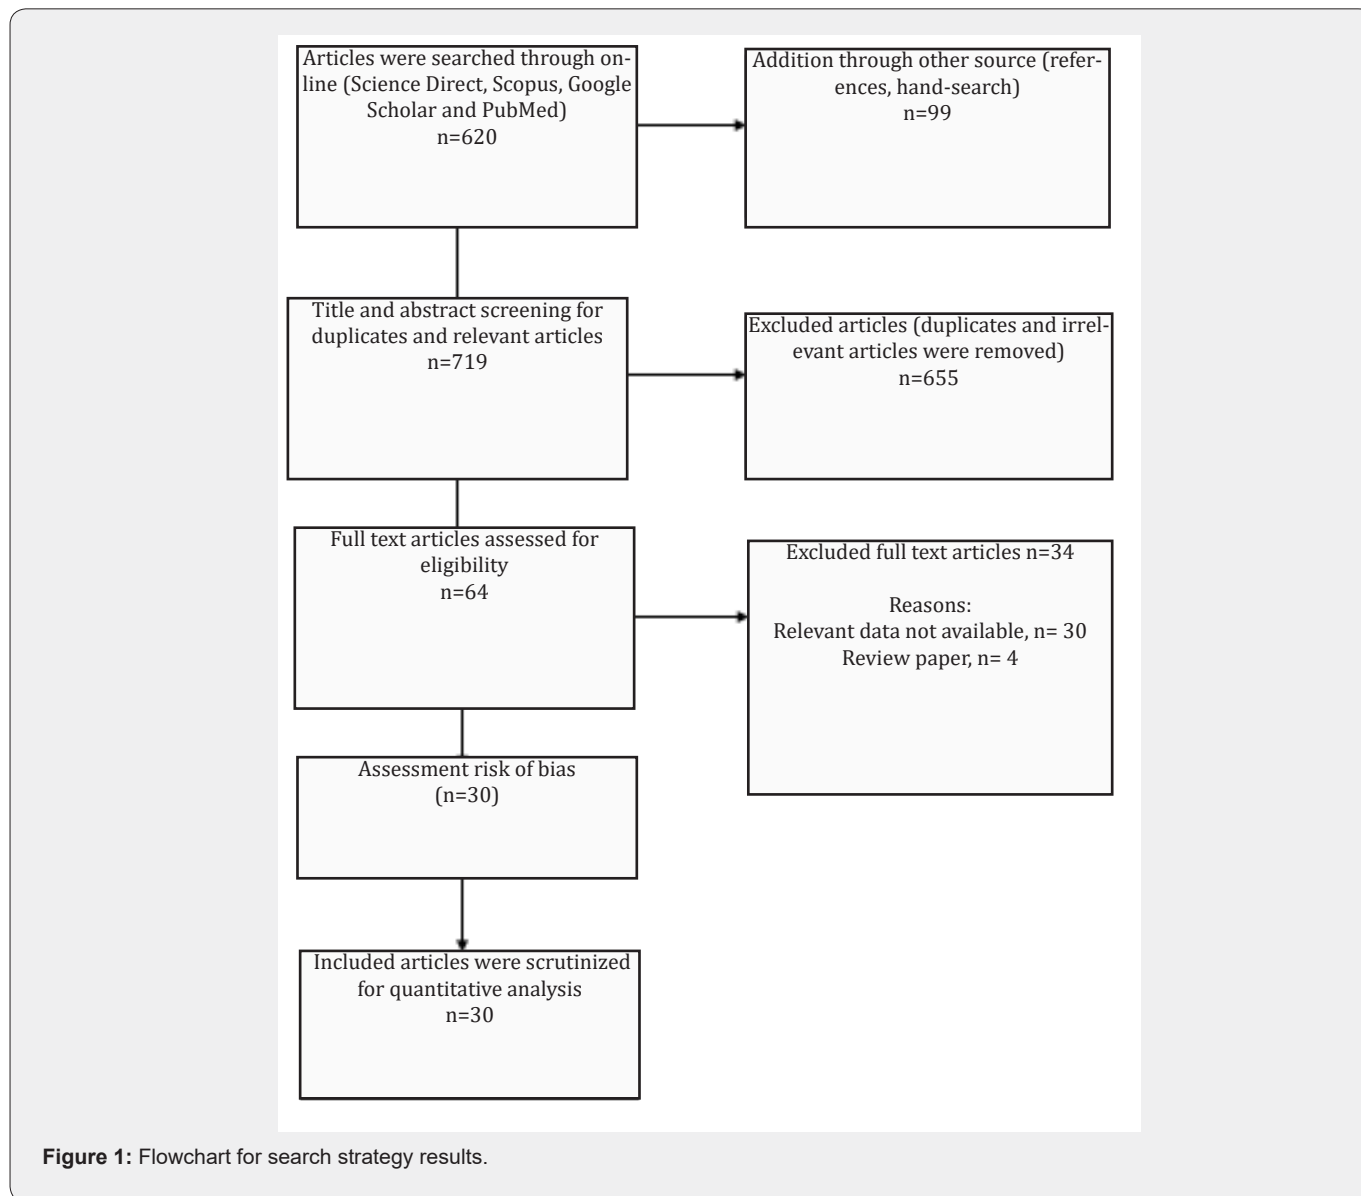 Articles were searched through on-
line (Science Direct, Scopus, Google
Scholar and PubMed)
n=620
Addition through other source (refer-
ences, hand-search)
n=99
Title and abstract screening for
duplicates and relevant articles
n=719
Excluded articles (duplicates and irrel-
evant articles were removed)
n=655
Full text articles assessed for
eligibility
n=64
Excluded full text articles n=34
Reasons:
Relevant data not available, n= 30
Review paper, n= 4
Assessment risk of bias
(n=30)
Included articles were scrutinized
for quantitative analysis
n=30
Figure 1: Flowchart for search strategy results.